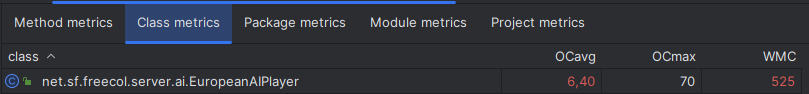 Method metrics Class metrics Package metrics Module metrics Project metrics
class OCavg OCmax WMC
net.sf.freecol.server.ai.EuropeanAIPlayer 6,40 70 525